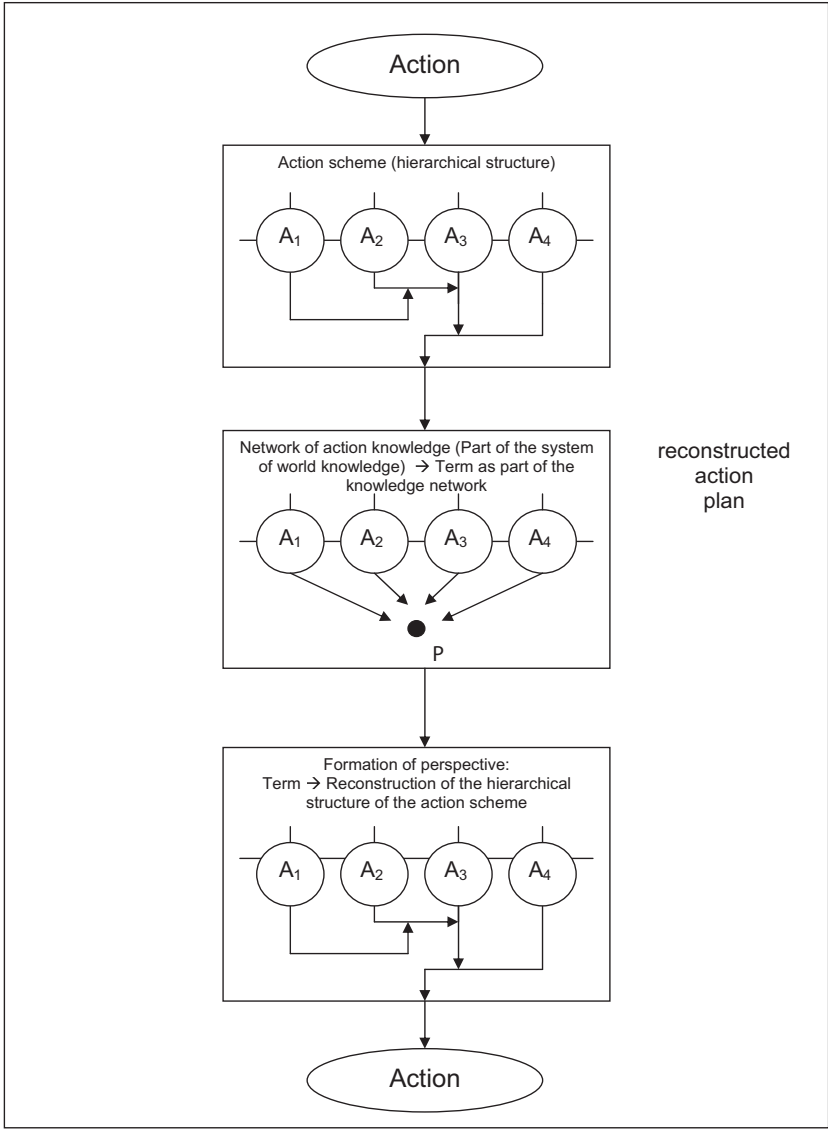 Action
Action scheme (hierarchical structure)
A₁ A₂ A₃ A₄
Network of action knowledge (Part of the system
of world knowledge) → Term as part of the
knowledge network
A₁ A₂ A₃ A₄
P
reconstructed
action
plan
Formation of perspective:
Term → Reconstruction of the hierarchical
structure of the action scheme
A₁ A₂ A₃ A₄
Action